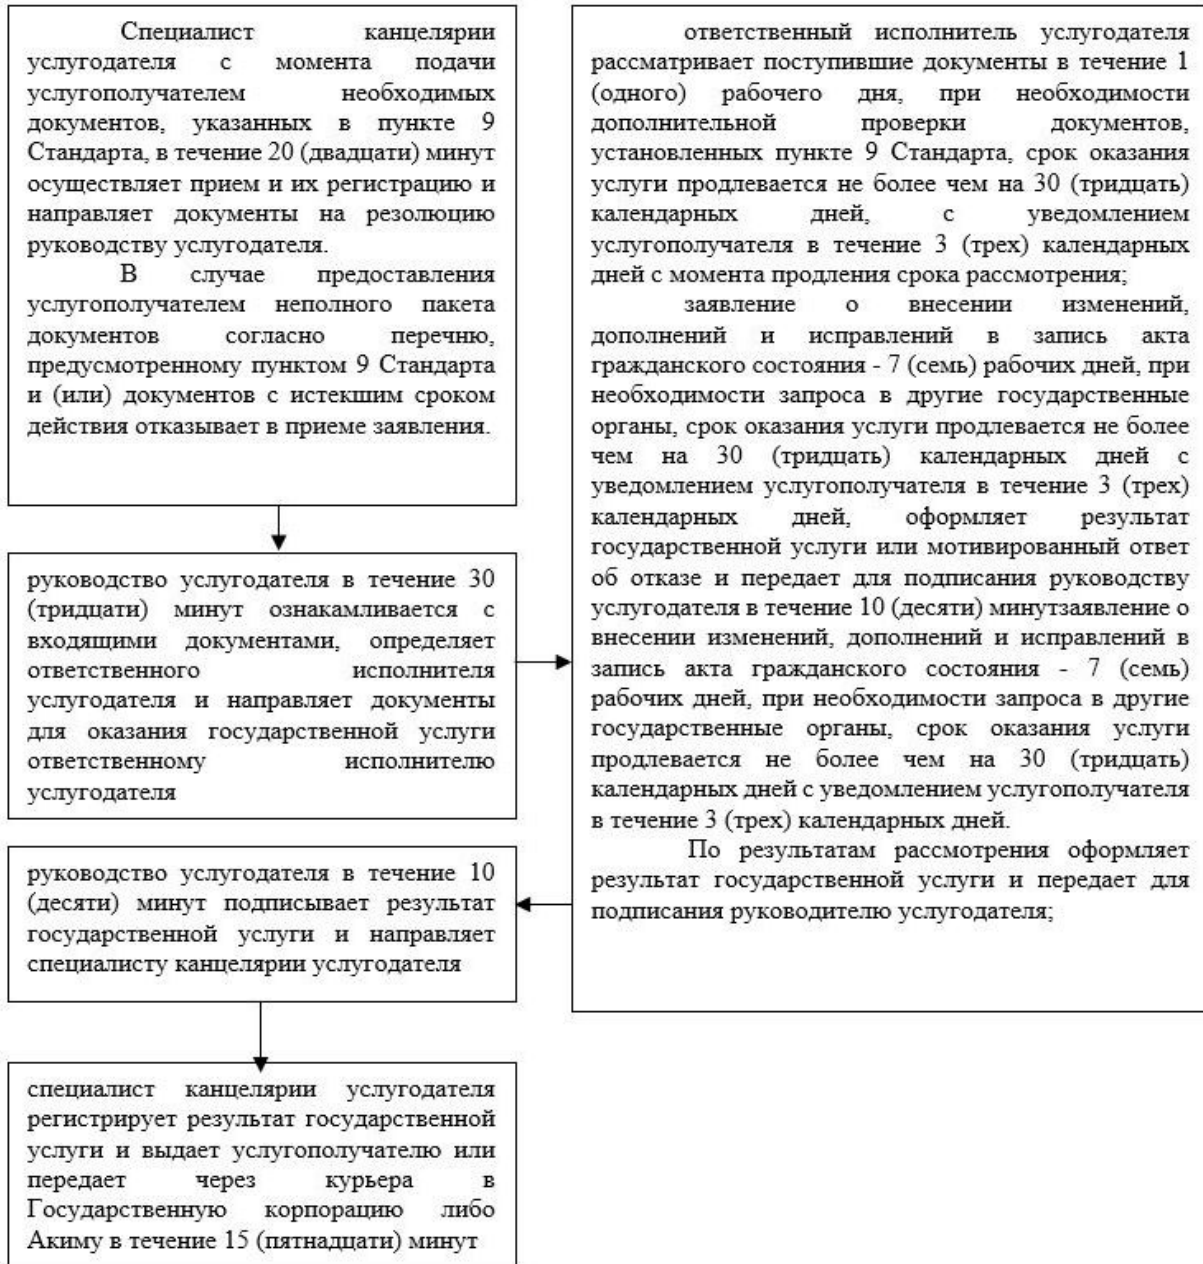 Специалист канцелярии
услугодателя с момента подачи
услугополучателем необходимых
документов, указанных в пункте 9
Стандарта, в течение 20 (двадцати) минут
осуществляет прием и их регистрацию и
направляет документы на резолюцию
руководству услугодателя.
В случае предоставления
услугополучателем неполного пакета
документов согласно перечню,
предусмотренному пунктом 9 Стандарта
и (или) документов с истекшим сроком
действия отказывает в приеме заявления.
руководство услугодателя в течение 30
(тридцати) минут ознакамливается с
входящими документами, определяет
ответственного исполнителя
услугодателя и направляет документы
для оказания государственной услуги
ответственному исполнителю
услугодателя
ответственный исполнитель услугодателя
рассматривает поступившие документы в течение 1
(одного) рабочего дня, при необходимости
дополнительной проверки документов,
установленных пункте 9 Стандарта, срок оказания
услуги продлевается не более чем на 30 (тридцать)
календарных дней, с уведомлением
услугополучателя в течение 3 (трех) календарных
дней с момента продления срока рассмотрения;
заявление о внесении изменений,
дополнений и исправлений в запись акта
гражданского состояния - 7 (семь) рабочих дней, при
необходимости запроса в другие государственные
органы, срок оказания услуги продлевается не более
чем на 30 (тридцать) календарных дней с
уведомлением услугополучателя в течение 3 (трех)
календарных дней, оформляет результат
государственной услуги или мотивированный ответ
об отказе и передает для подписания руководству
услугодателя в течение 10 (десяти) минутзаявление о
внесении изменений, дополнений и исправлений в
запись акта гражданского состояния - 7 (семь)
рабочих дней, при необходимости запроса в другие
государственные органы, срок оказания услуги
продлевается не более чем на 30 (тридцать)
календарных дней с уведомлением услугополучателя
в течение 3 (трех) календарных дней.
По результатам рассмотрения оформляет
результат государственной услуги и передает для
подписания руководителю услугодателя;
руководство услугодателя в течение 10
(десяти) минут подписывает результат
государственной услуги и направляет
специалисту канцелярии услугодателя
специалист канцелярии услугодателя
регистрирует результат государственной
услуги и выдает услугополучателю или
передает через курьера в
Государственную корпорацию либо
Акиму в течение 15 (пятнадцати) минут